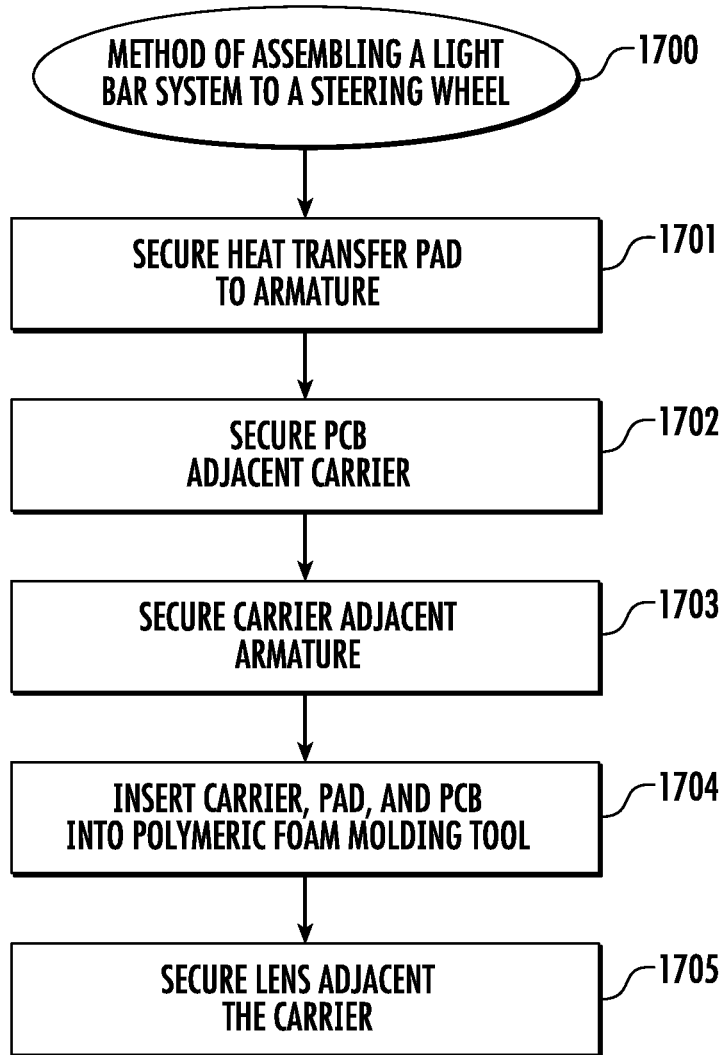 METHOD OF ASSEMBLING A LIGHT
BAR SYSTEM TO A STEERING WHEEL
1700
SECURE HEAT TRANSFER PAD
TO ARMATURE
1701
SECURE PCB
ADJACENT CARRIER
1702
SECURE CARRIER ADJACENT
ARMATURE
1703
INSERT CARRIER, PAD, AND PCB
INTO POLYMERIC FOAM MOLDING TOOL
1704
SECURE LENS ADJACENT
THE CARRIER
1705